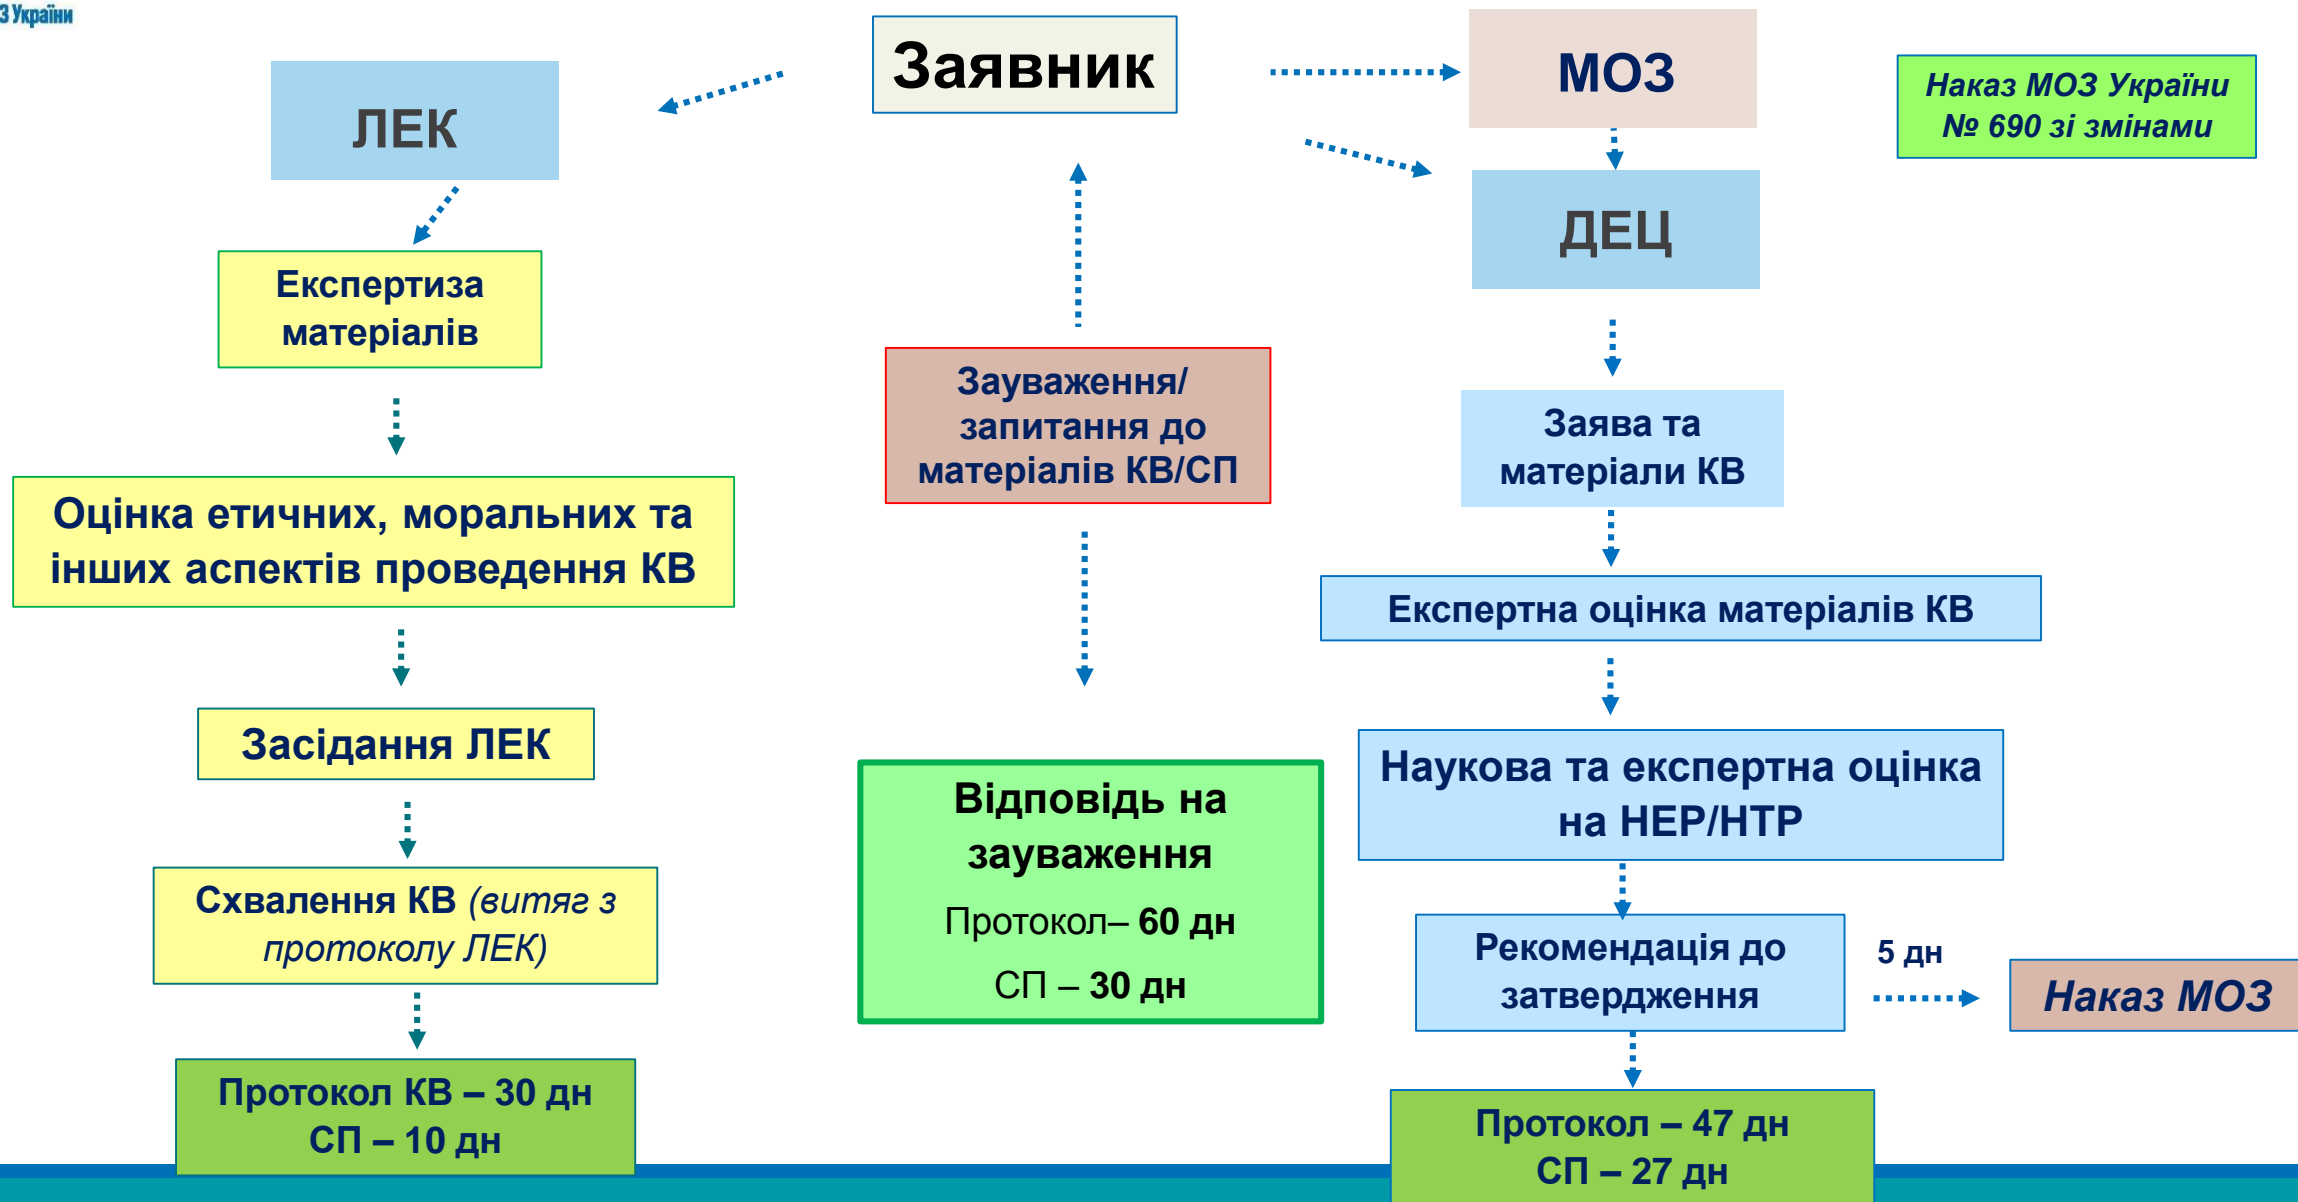 З України
Заявник
МОЗ
Наказ МОЗ України
№ 690 зі змінами
ЛЕК
ДЕЦ
Експертиза
матеріалів
Оцінка етичних, моральних та
інших аспектів проведення КВ
Засідання ЛЕК
Схвалення КВ (витяг з
протоколу ЛЕК)
Протокол КВ – 30 дн
СП – 10 дн
Зауваження/
запитання до
матеріалів КВ/СП
Відповідь на
зауваження
Протокол– 60 дн
СП – 30 дн
Заява та
матеріали КВ
Експертна оцінка матеріалів КВ
Наукова та експертна оцінка
на НЕР/НТР
Рекомендація до
затвердження
5 дн
Наказ МОЗ
Протокол – 47 дн
СП – 27 дн